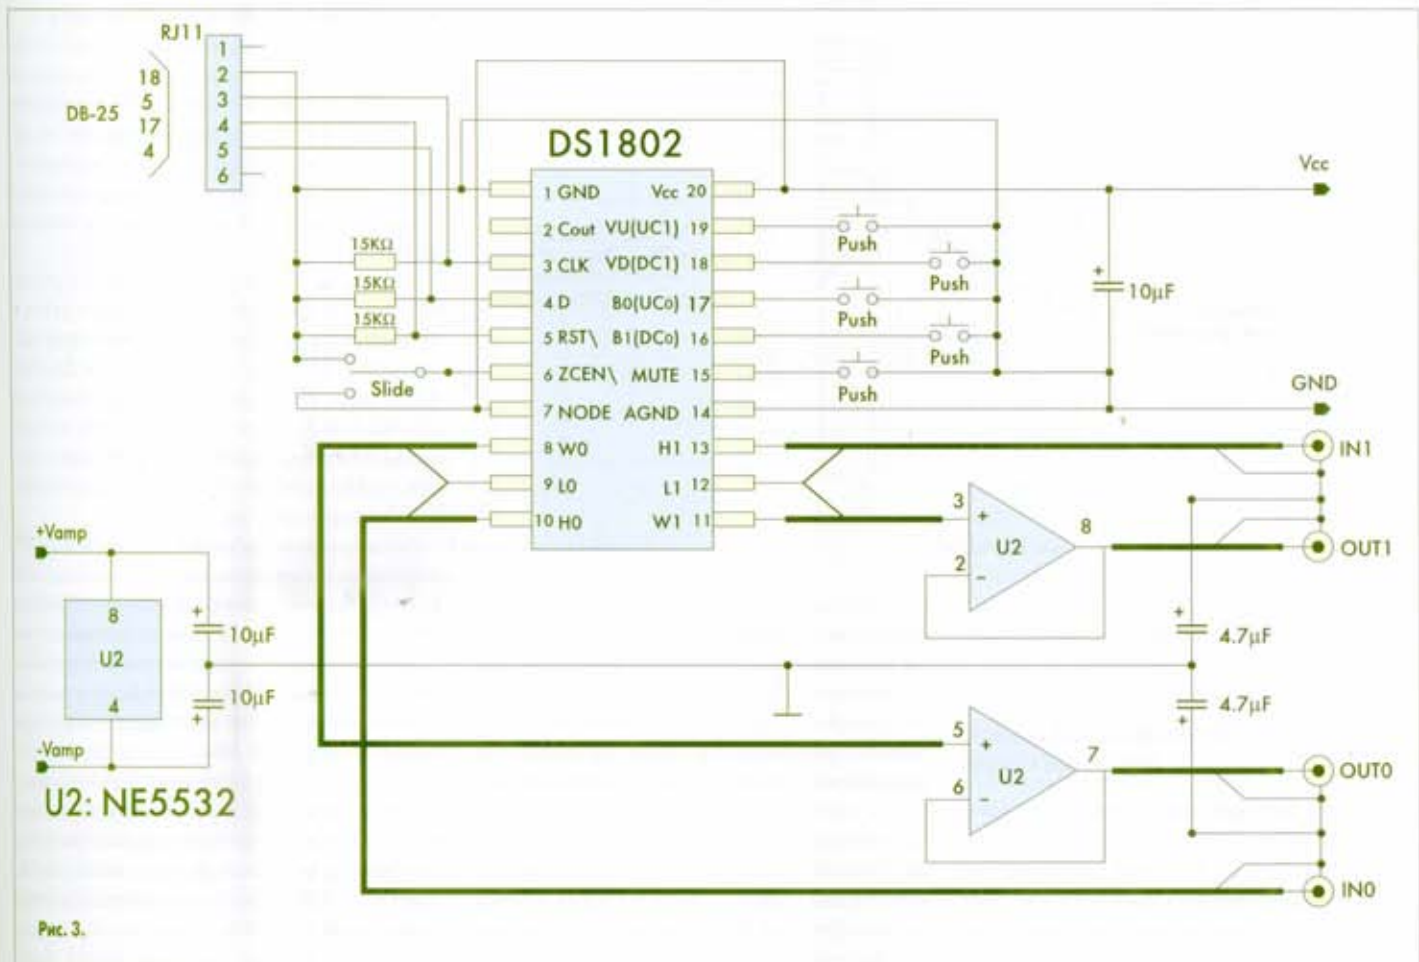 RJ11
1
2
3
4
5
6
DB-25
18
5
17
4
DS1802
1 GND
2 Cout
3 CLK
4 D
5 RST\
6 ZCEN\
7 NODE
8 W0
9 L0
10 H0
Vcc 20
VU(UC1) 19
VD(DC1) 18
B0(UC0) 17
B1(DC0) 16
MUTE 15
AGND 14
H1 13
L1 12
W1 11
15KΩ
15KΩ
15KΩ
Slide
Push
Push
Push
Push
Push
Vcc
+
10µF
GND
IN1
OUT1
3
+
2
-
U2
8
+
4.7µF
4.7µF
+
5
+
6
-
U2
7
OUT0
IN0
+Vamp
8
U2
4
-Vamp
+
10µF
10µF
+
U2: NE5532
Рис. 3.